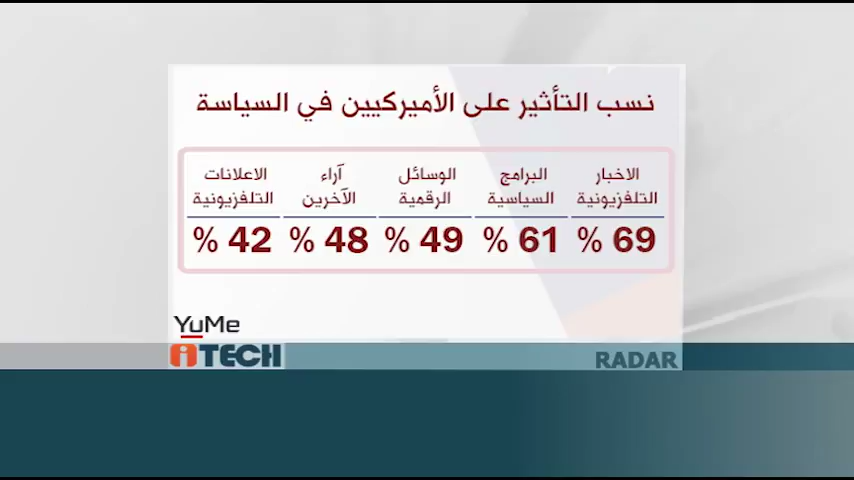 نسب التأثير على الأميركيين في السياسة
الاخبار التلفزيونية
البرامج السياسية
الوسائل الرقمية
آراء الآخرين
الاعلانات التلفزيونية
% 69
% 61
% 49
% 48
% 42
YuMe
iTECH
RADAR